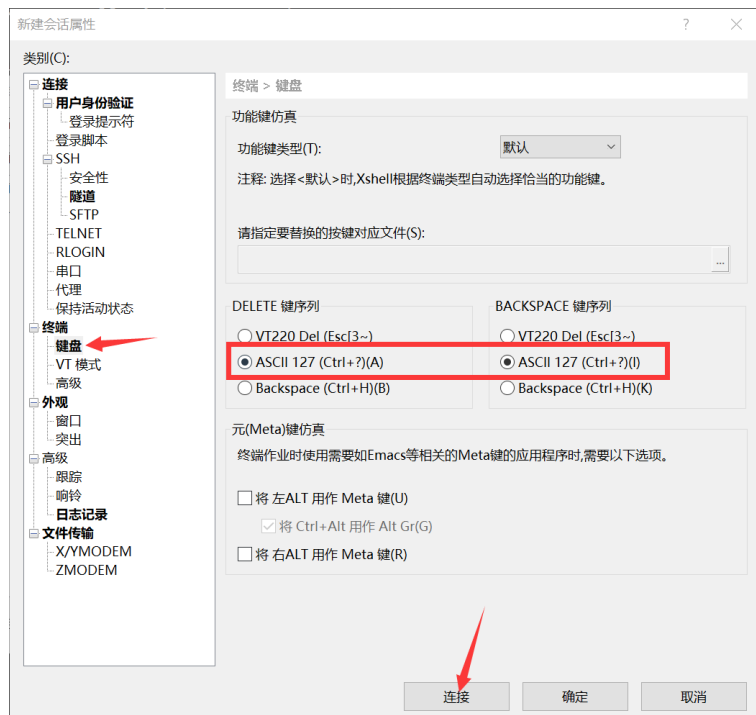 新建会话属性
?
类别(C):
连接
用户身份验证
登录提示符
登录脚本
SSH
安全性
隧道
SFTP
TELNET
RLOGIN
串口
代理
保持活动状态
终端
键盘
VT 模式
高级
外观
窗口
突出
高级
跟踪
响铃
日志记录
文件传输
X/YMODEM
ZMODEM
终端 > 键盘
功能键仿真
功能键类型(T):
默认
注释: 选择<默认>时,Xshell根据终端类型自动选择恰当的功能键。
请指定要替换的按键对应文件(S):
...
DELETE 键序列
VT220 Del (Esc[3~)
ASCII 127 (Ctrl+?)(A)
Backspace (Ctrl+H)(B)
BACKSPACE 键序列
VT220 Del (Esc[3~)
ASCII 127 (Ctrl+?)(I)
Backspace (Ctrl+H)(K)
元(Meta)键仿真
终端作业时使用需要如Emacs等相关的Meta键的应用程序时,需要以下选项。
将 左ALT 用作 Meta 键(U)
将 Ctrl+Alt 用作 Alt Gr(G)
将 右ALT 用作 Meta 键(R)
连接
确定
取消